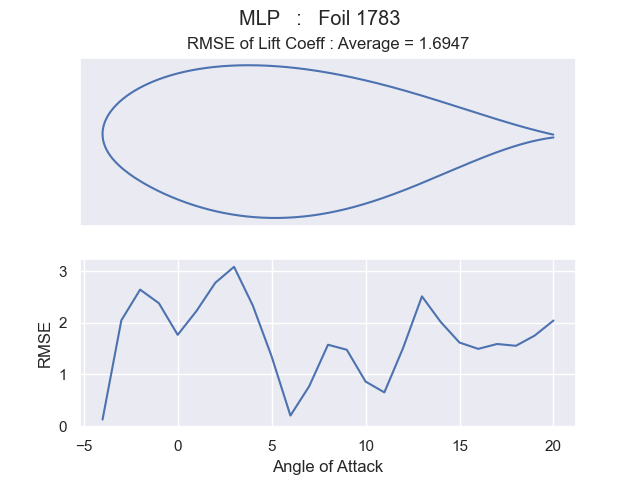 MLP : Foil 1783
RMSE of Lift Coeff : Average = 1.6947
3
2
1
0
RMSE
−5 0 5 10 15 20
Angle of Attack